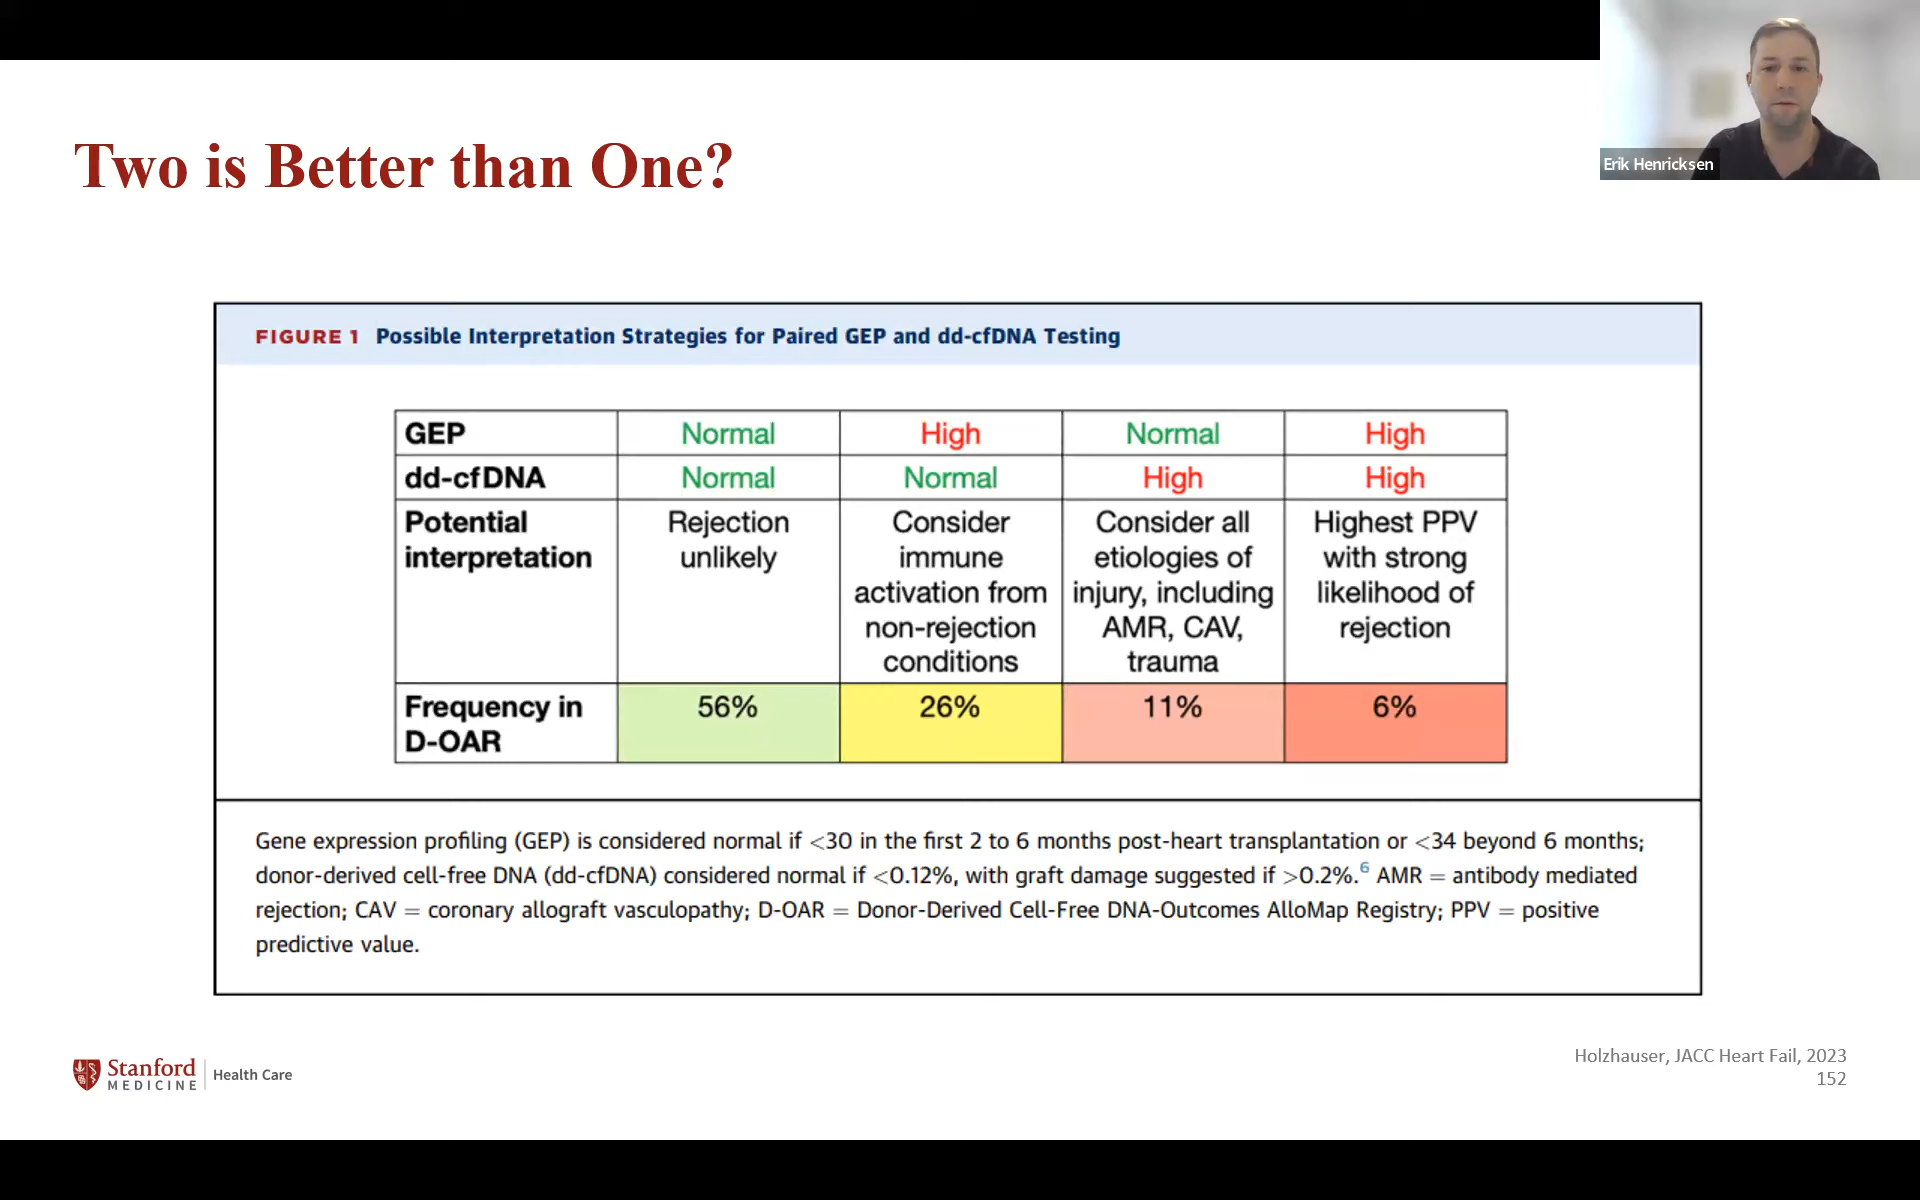 Erik Henricksen
Two is Better than One?
FIGURE 1 Possible Interpretation Strategies for Paired GEP and dd-cfDNA Testing
GEP Normal High Normal High
dd-cfDNA Normal Normal High High
Potential interpretation
Rejection unlikely
Consider immune activation from non-rejection conditions
Consider all etiologies of injury, including AMR, CAV, trauma
Highest PPV with strong likelihood of rejection
Frequency in D-OAR 56% 26% 11% 6%
Gene expression profiling (GEP) is considered normal if <30 in the first 2 to 6 months post-heart transplantation or <34 beyond 6 months;
donor-derived cell-free DNA (dd-cfDNA) considered normal if <0.12%, with graft damage suggested if >0.2%.6 AMR = antibody mediated
rejection; CAV = coronary allograft vasculopathy; D-OAR = Donor-Derived Cell-Free DNA-Outcomes AlloMap Registry; PPV = positive
predictive value.
Stanford
MEDICINE
Health Care
Holzhauser, JACC Heart Fail, 2023
152